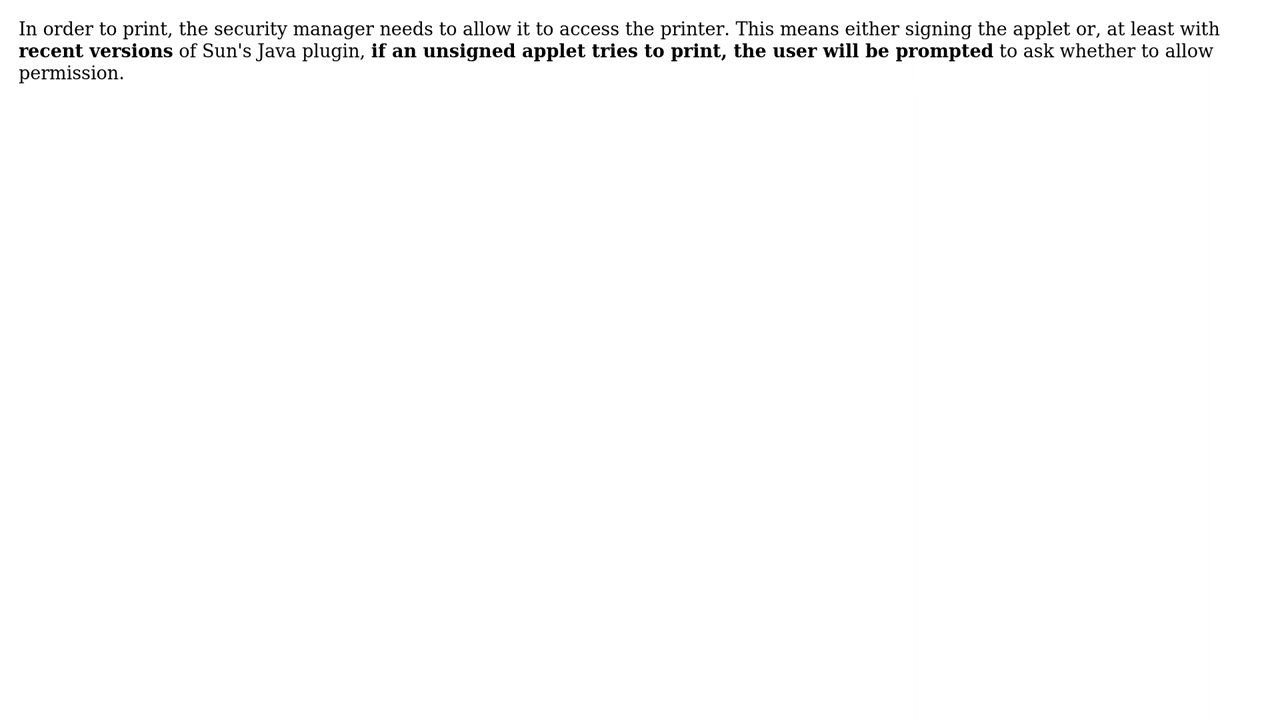 In order to print, the security manager needs to allow it to access the printer. This means either signing the applet or, at least with
recent versions of Sun's Java plugin, if an unsigned applet tries to print, the user will be prompted to ask whether to allow
permission.